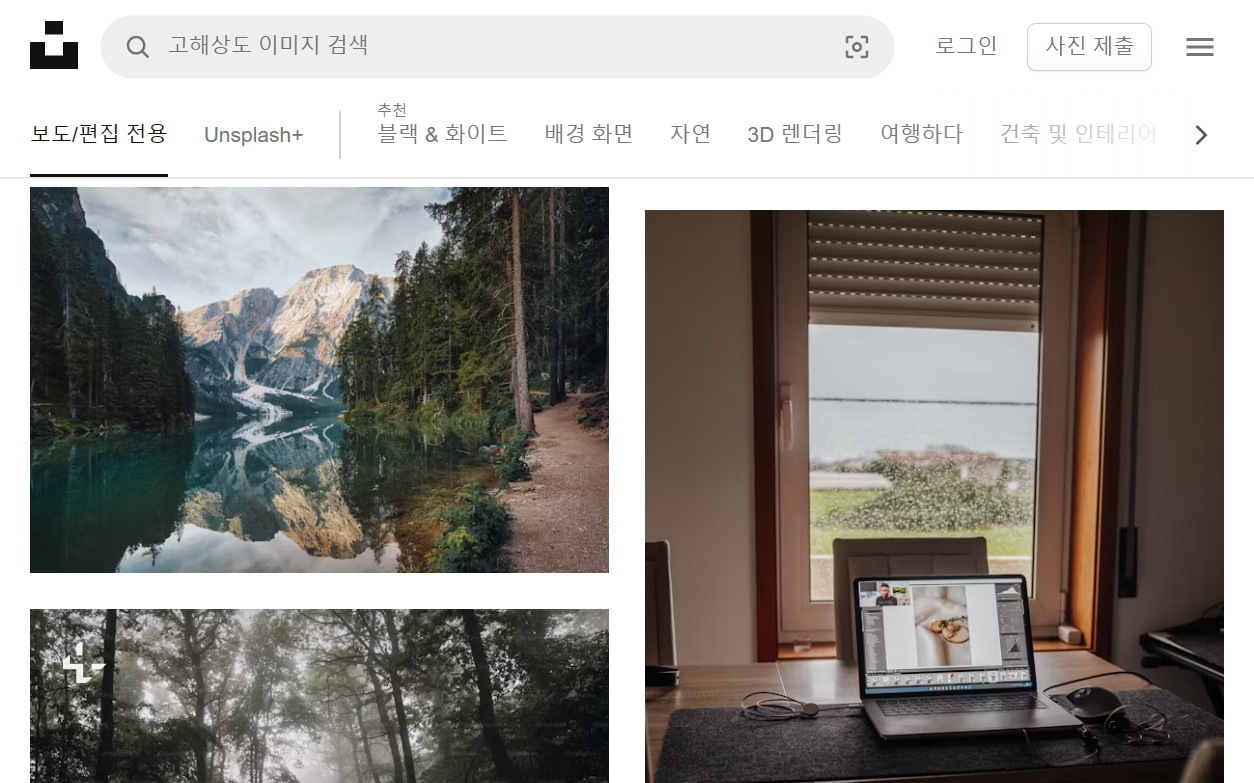 고해상도 이미지 검색
로그인
사진 제출
보도/편집 전용
Unsplash+
추천
블랙 & 화이트
배경 화면
자연
3D 렌더링
여행하다
건축 및 인테리어